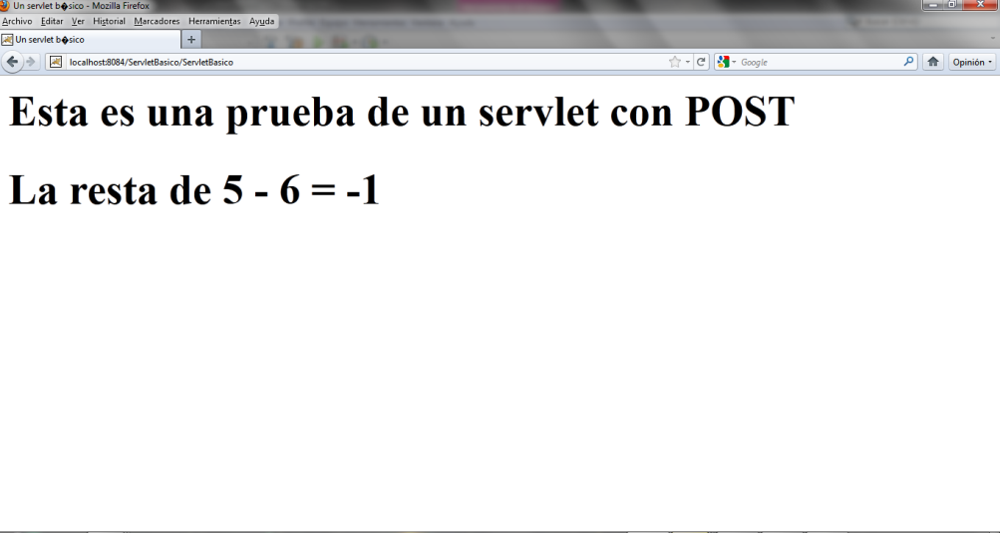 Un servlet b�sico - Mozilla Firefox
Archivo Editar Ver Historial Marcadores Herramientas Ayuda
Un servlet b�sico +
localhost:8084/ServletBasico/ServletBasico Google Opinión
Esta es una prueba de un servlet con POST
La resta de 5 - 6 = -1